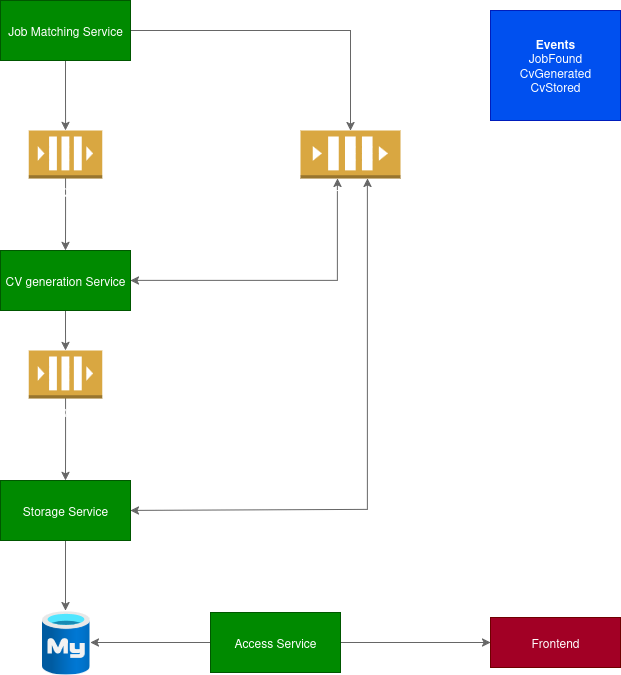 Job Matching Service
Events
JobFound
CvGenerated
CvStored
CV generation Service
Storage Service
My
Access Service
Frontend